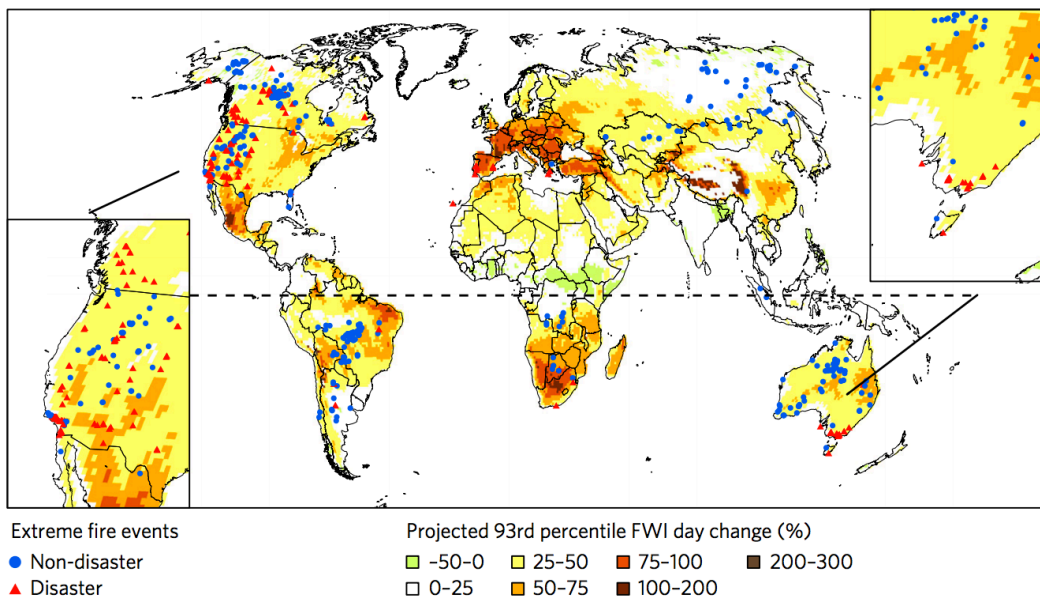 Extreme fire events
Non-disaster
Disaster
Projected 93rd percentile FWI day change (%)
–50–0
25–50
75–100
200–300
0–25
50–75
100–200